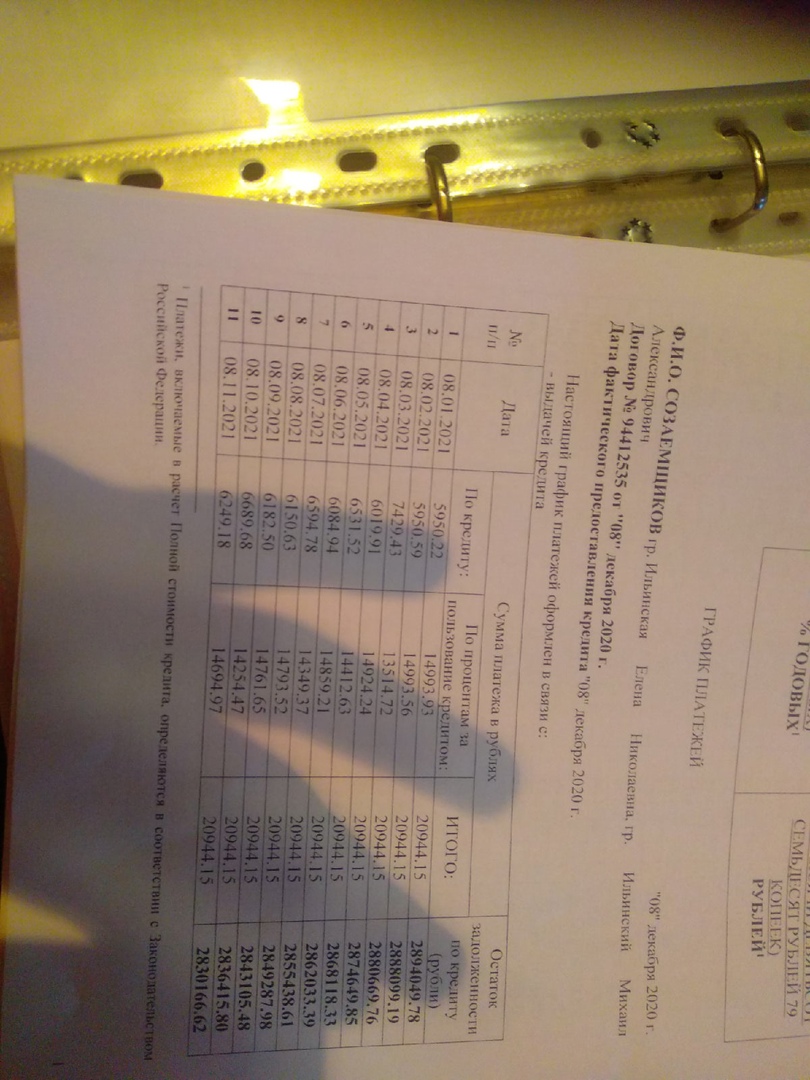 % ГОДОВЫХ¹
СЕМЬДЕСЯТ РУБЛЕЙ 79
КОПЕЕК)
РУБЛЕЙ¹
ГРАФИК ПЛАТЕЖЕЙ
"08" декабря 2020 г.
Ф.И.О. СОЗАЕМЩИКОВ гр. Ильинская Елена Николаевна, гр. Ильинский Михаил
Александрович
Договор № 94412535 от "08" декабря 2020 г.
Дата фактического предоставления кредита "08" декабря 2020 г.
Настоящий график платежей оформлен в связи с:
- выдачей кредита
№ п/п Дата Сумма платежа в рублях Остаток задолженности по кредиту (рубли)
По кредиту: По процентам за пользование кредитом: ИТОГО:
1 08.01.2021 5950.22 14993.93 20944.15 2894049.78
2 08.02.2021 5950.59 14993.56 20944.15 2888099.19
3 08.03.2021 7429.43 13514.72 20944.15 2880669.76
4 08.04.2021 6019.91 14924.24 20944.15 2874649.85
5 08.05.2021 6531.52 14412.63 20944.15 2868118.33
6 08.06.2021 6084.94 14859.21 20944.15 2862033.39
7 08.07.2021 6594.78 14349.37 20944.15 2855438.61
8 08.08.2021 6150.63 14793.52 20944.15 2849287.98
9 08.09.2021 6182.50 14761.65 20944.15 2843105.48
10 08.10.2021 6689.68 14254.47 20944.15 2836415.80
11 08.11.2021 6249.18 14694.97 20944.15 2830166.62
¹ Платежи, включаемые в расчет Полной стоимости кредита, определяются в соответствии с Законодательством
Российской Федерации.
1